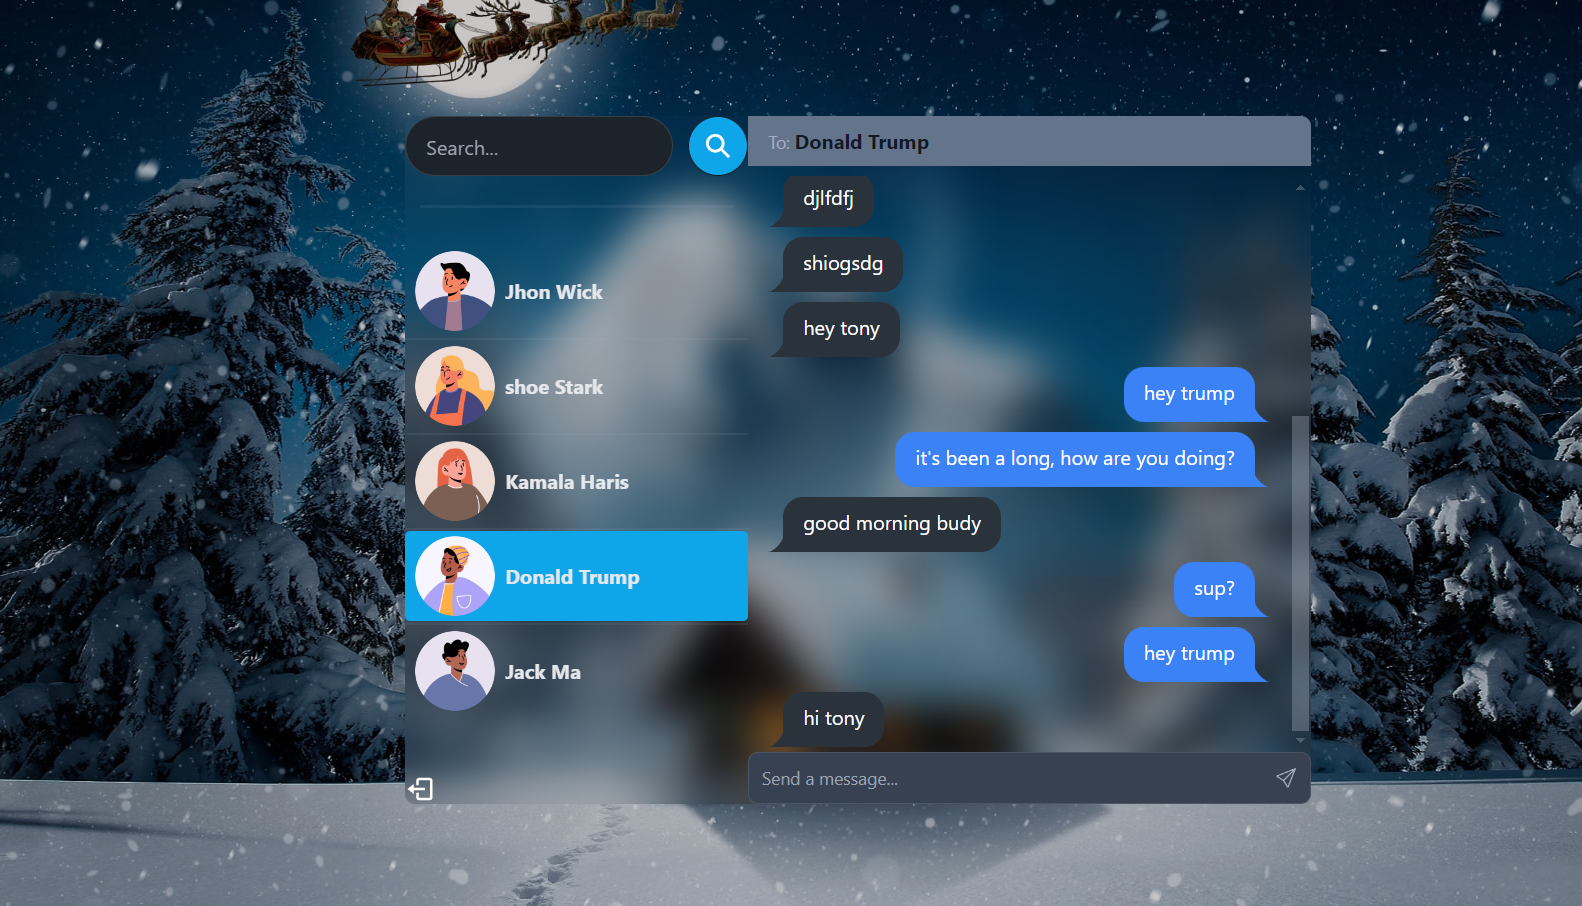 Search...
Jhon Wick
shoe Stark
Kamala Haris
Donald Trump
Jack Ma
To: Donald Trump
djlfdfj
shiogsdg
hey tony
hey trump
it's been a long, how are you doing?
good morning budy
sup?
hey trump
hi tony
Send a message...